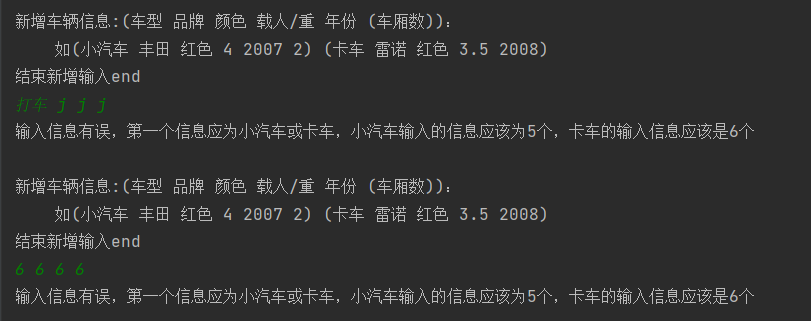 新增车辆信息:(车型 品牌 颜色 载人/重 年份 (车厢数)):
如(小汽车 丰田 红色 4 2007 2) (卡车 雷诺 红色 3.5 2008)
结束新增输入end
打车 j j j
输入信息有误，第一个信息应为小汽车或卡车，小汽车输入的信息应该为5个，卡车的输入信息应该是6个
新增车辆信息:(车型 品牌 颜色 载人/重 年份 (车厢数)):
如(小汽车 丰田 红色 4 2007 2) (卡车 雷诺 红色 3.5 2008)
结束新增输入end
6 6 6 6
输入信息有误，第一个信息应为小汽车或卡车，小汽车输入的信息应该为5个，卡车的输入信息应该是6个